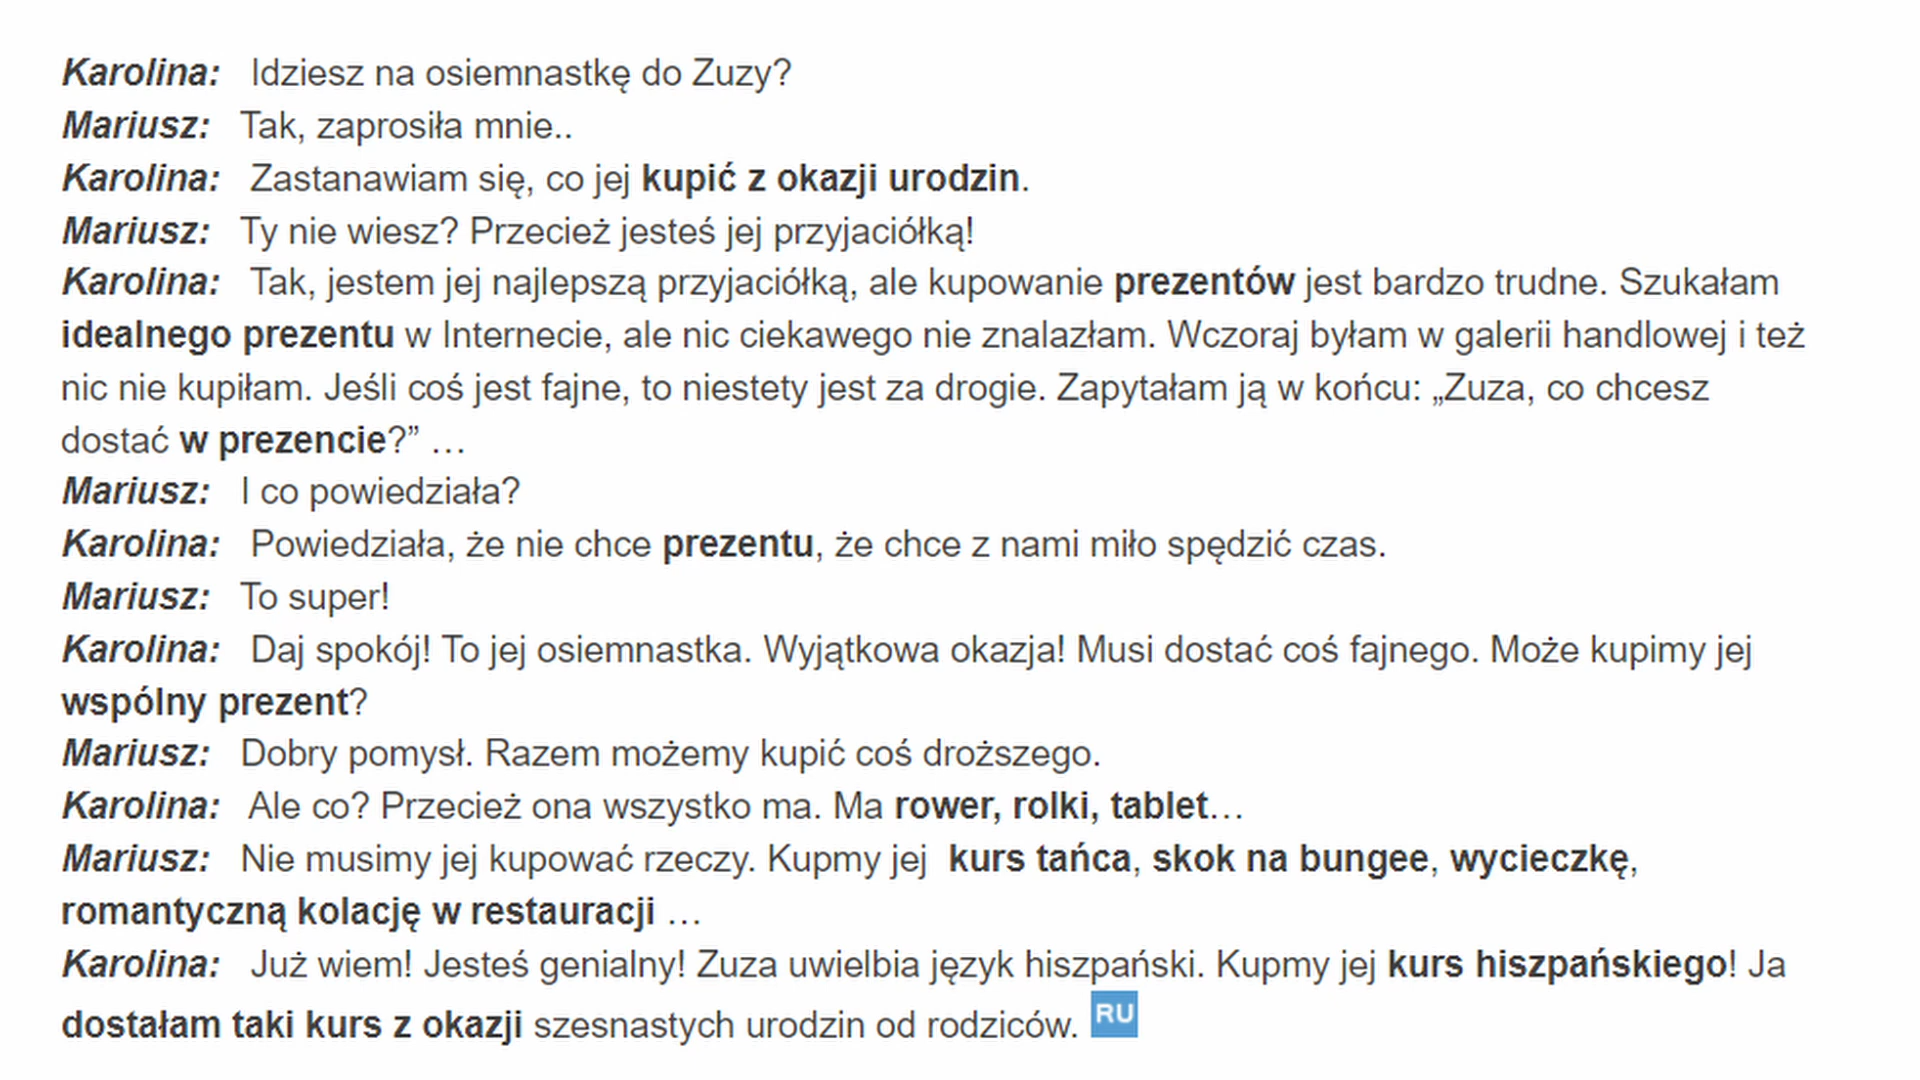 Karolina: Idziesz na osiemnastkę do Zuzy?
Mariusz: Tak, zaprosiła mnie..
Karolina: Zastanawiam się, co jej kupić z okazji urodzin.
Mariusz: Ty nie wiesz? Przecież jesteś jej przyjaciółką!
Karolina: Tak, jestem jej najlepszą przyjaciółką, ale kupowanie prezentów jest bardzo trudne. Szukałam
idealnego prezentu w Internecie, ale nic ciekawego nie znalazłam. Wczoraj byłam w galerii handlowej i też
nic nie kupiłam. Jeśli coś jest fajne, to niestety jest za drogie. Zapytałam ją w końcu: „Zuza, co chcesz
dostać w prezencie?” …
Mariusz: I co powiedziała?
Karolina: Powiedziała, że nie chce prezentu, że chce z nami miło spędzić czas.
Mariusz: To super!
Karolina: Daj spokój! To jej osiemnastka. Wyjątkowa okazja! Musi dostać coś fajnego. Może kupimy jej
wspólny prezent?
Mariusz: Dobry pomysł. Razem możemy kupić coś droższego.
Karolina: Ale co? Przecież ona wszystko ma. Ma rower, rolki, tablet…
Mariusz: Nie musimy jej kupować rzeczy. Kupmy jej kurs tańca, skok na bungee, wycieczkę,
romantyczną kolację w restauracji …
Karolina: Już wiem! Jesteś genialny! Zuza uwielbia język hiszpański. Kupmy jej kurs hiszpańskiego! Ja
dostałam taki kurs z okazji szesnastych urodzin od rodziców. RU